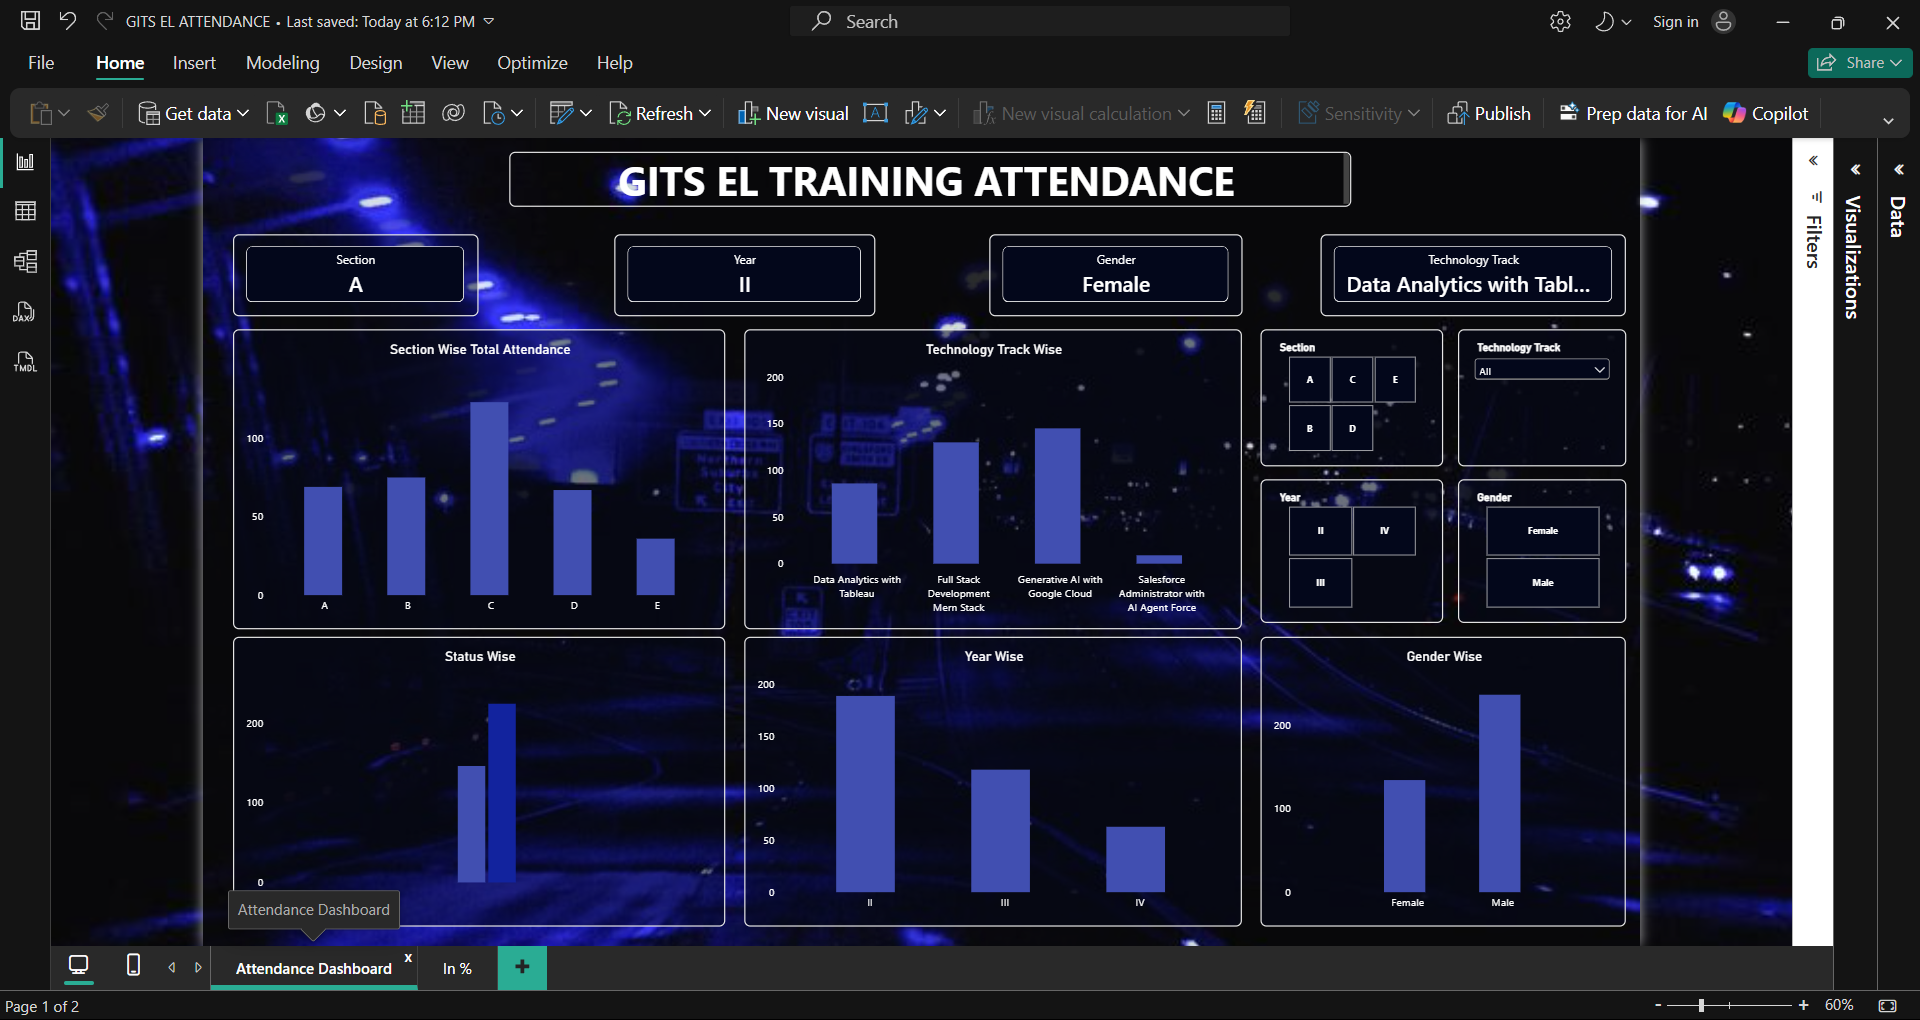 GITS EL ATTENDANCE • Last saved: Today at 6:12 PM
Search
Sign in
File
Home
Insert
Modeling
Design
View
Optimize
Help
Share
Get data
Refresh
New visual
New visual calculation
Sensitivity
Publish
Prep data for AI
Copilot
DAX
TMDL
GITS EL TRAINING ATTENDANCE
Section
A
Year
II
Gender
Female
Technology Track
Data Analytics with Tabl...
Section Wise Total Attendance
100
50
0
A
B
C
D
E
Technology Track Wise
200
150
100
50
0
Data Analytics with
Tableau
Full Stack
Development
Mern Stack
Generative AI with
Google Cloud
Salesforce
Administrator with
AI Agent Force
Section
A
C
E
B
D
Technology Track
All
Year
II
IV
III
Gender
Female
Male
Status Wise
200
100
0
Year Wise
200
150
100
50
0
II
III
IV
Gender Wise
200
100
0
Female
Male
Filters
Visualizations
Data
Attendance Dashboard
Attendance Dashboard
x
In %
+
Page 1 of 2
-
+
60%